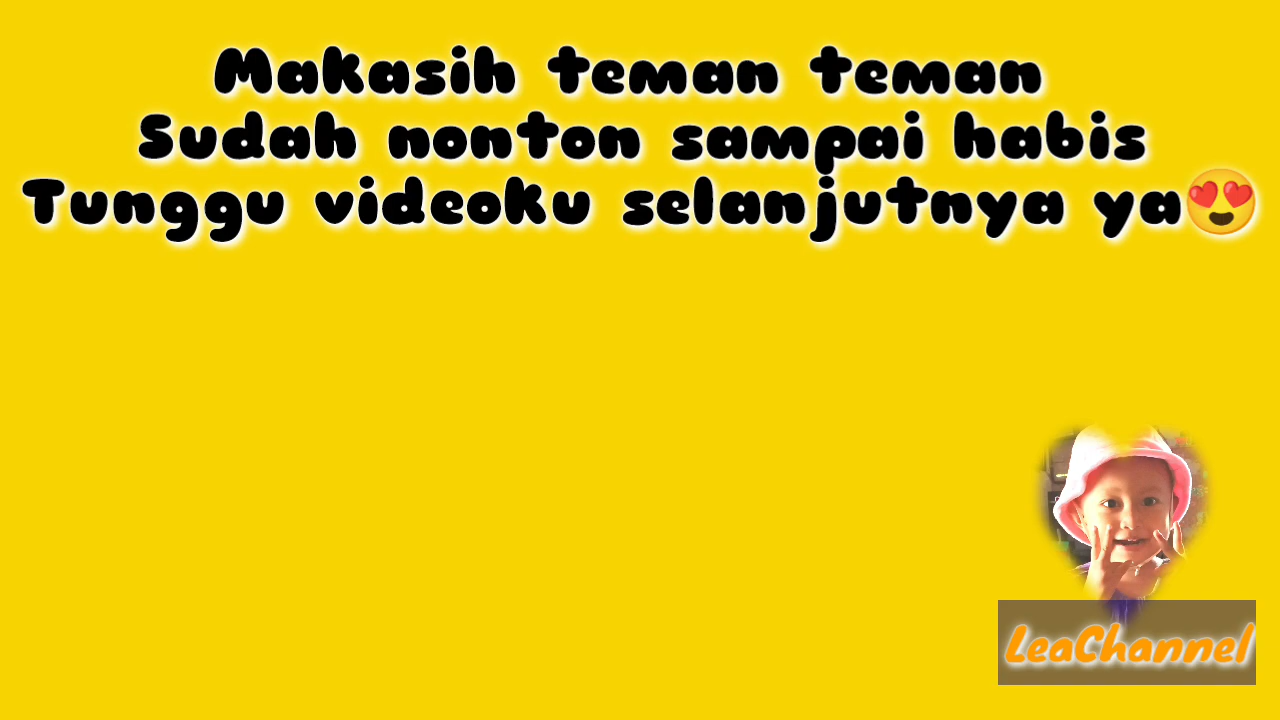 Makasih teman teman
Sudah nonton sampai habis
Tunggu videoku selanjutnya ya😍
LeaChannel